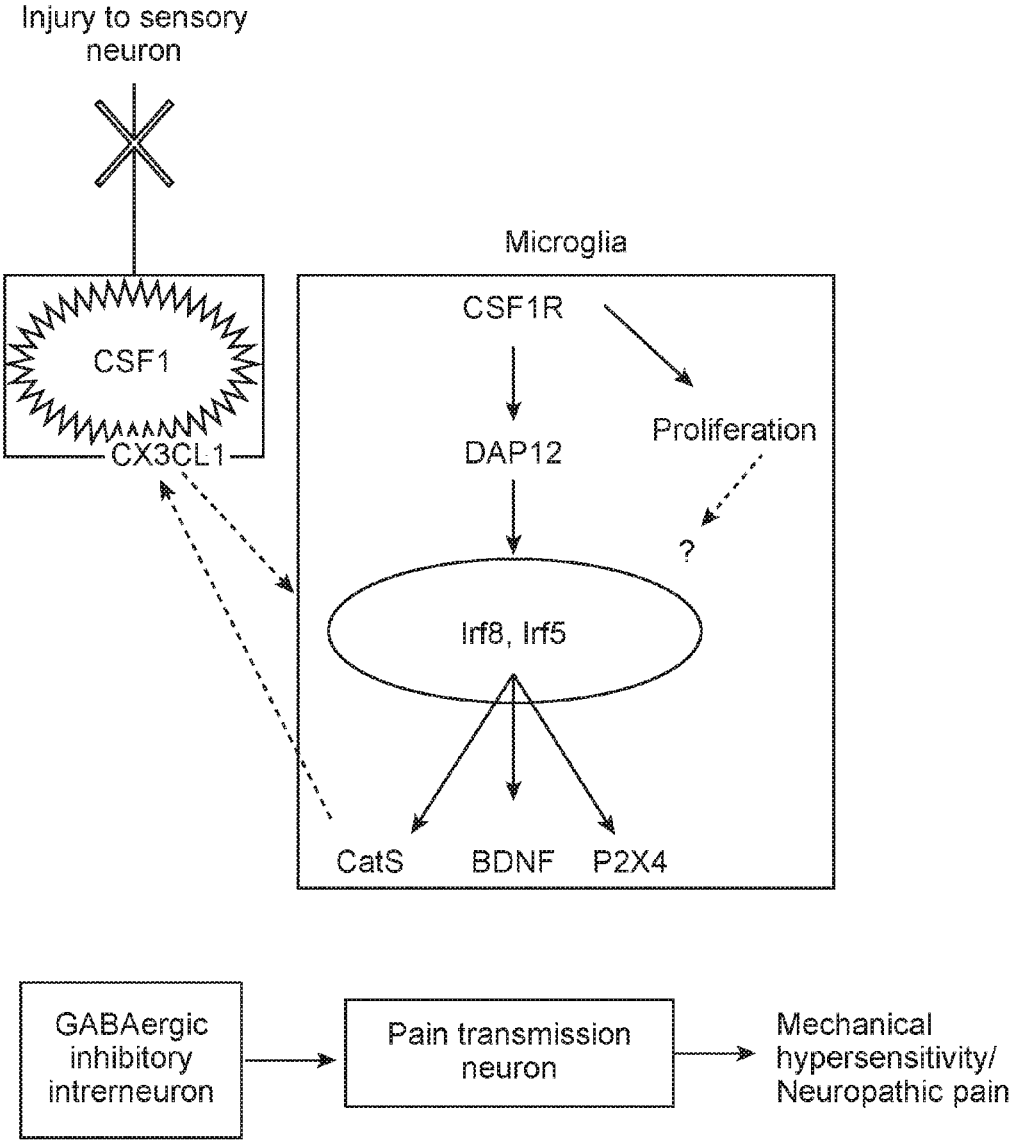 Injury to sensory
neuron
Microglia
CSF1
CX3CL1
CSF1R
Proliferation
DAP12
?
Irf8, Irf5
CatS
BDNF
P2X4
GABAergic
inhibitory
intrerneuron
Pain transmission
neuron
Mechanical
hypersensitivity/
Neuropathic pain